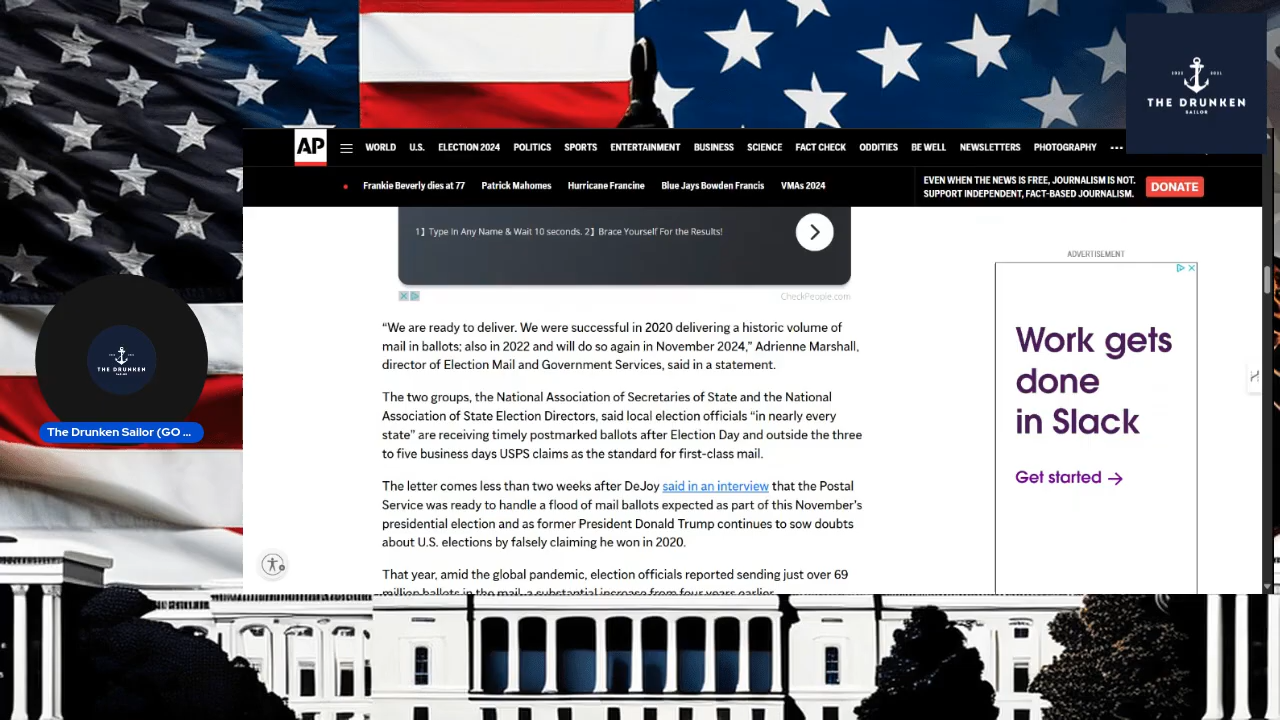 THE DRUNKEN
SAILOR
AP
WORLD U.S. ELECTION 2024 POLITICS SPORTS ENTERTAINMENT BUSINESS SCIENCE FACT CHECK ODDITIES BE WELL NEWSLETTERS PHOTOGRAPHY •••
Frankie Beverly dies at 77 Patrick Mahomes Hurricane Francine Blue Jays Bowden Francis VMAs 2024
EVEN WHEN THE NEWS IS FREE, JOURNALISM IS NOT.
SUPPORT INDEPENDENT, FACT-BASED JOURNALISM.
DONATE
1】Type In Any Name & Wait 10 seconds. 2】Brace Yourself For the Results!
CheckPeople.com
“We are ready to deliver. We were successful in 2020 delivering a historic volume of
mail in ballots; also in 2022 and will do so again in November 2024,” Adrienne Marshall,
director of Election Mail and Government Services, said in a statement.
The two groups, the National Association of Secretaries of State and the National
Association of State Election Directors, said local election officials “in nearly every
state” are receiving timely postmarked ballots after Election Day and outside the three
to five business days USPS claims as the standard for first-class mail.
The letter comes less than two weeks after DeJoy said in an interview that the Postal
Service was ready to handle a flood of mail ballots expected as part of this November’s
presidential election and as former President Donald Trump continues to sow doubts
about U.S. elections by falsely claiming he won in 2020.
That year, amid the global pandemic, election officials reported sending just over 69
million ballots in the mail, a substantial increase from four years earlier.
ADVERTISEMENT
Work gets
done
in Slack
Get started →
THE DRUNKEN
SAILOR
The Drunken Sailor (GO ...